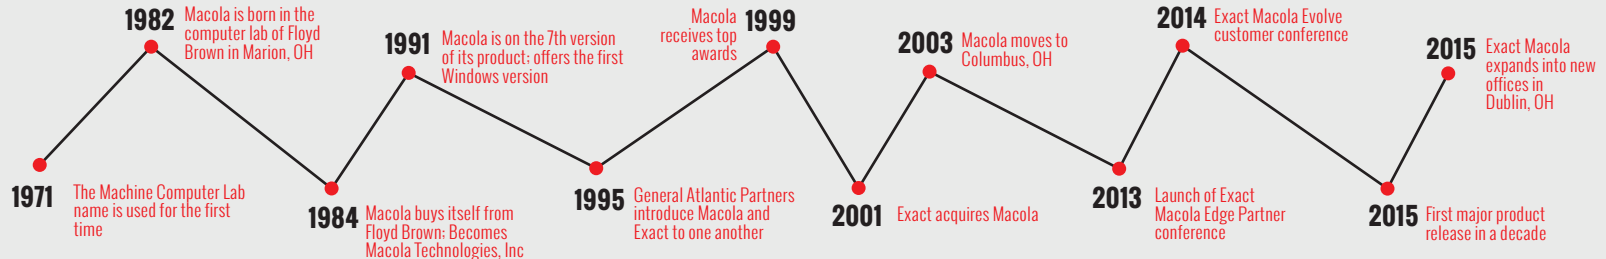 1971
The Machine Computer Lab
name is used for the first
time
1982
Macola is born in the
computer lab of Floyd
Brown in Marion, OH
1984
Macola buys itself from
Floyd Brown; Becomes
Macola Technologies, Inc
1991
Macola is on the 7th version
of its product; offers the first
Windows version
1995
General Atlantic Partners
introduce Macola and
Exact to one another
1999
Macola
receives top
awards
2001
Exact acquires Macola
2003
Macola moves to
Columbus, OH
2013
Launch of Exact
Macola Edge Partner
conference
2014
Exact Macola Evolve
customer conference
2015
First major product
release in a decade
2015
Exact Macola
expands into new
offices in
Dublin, OH